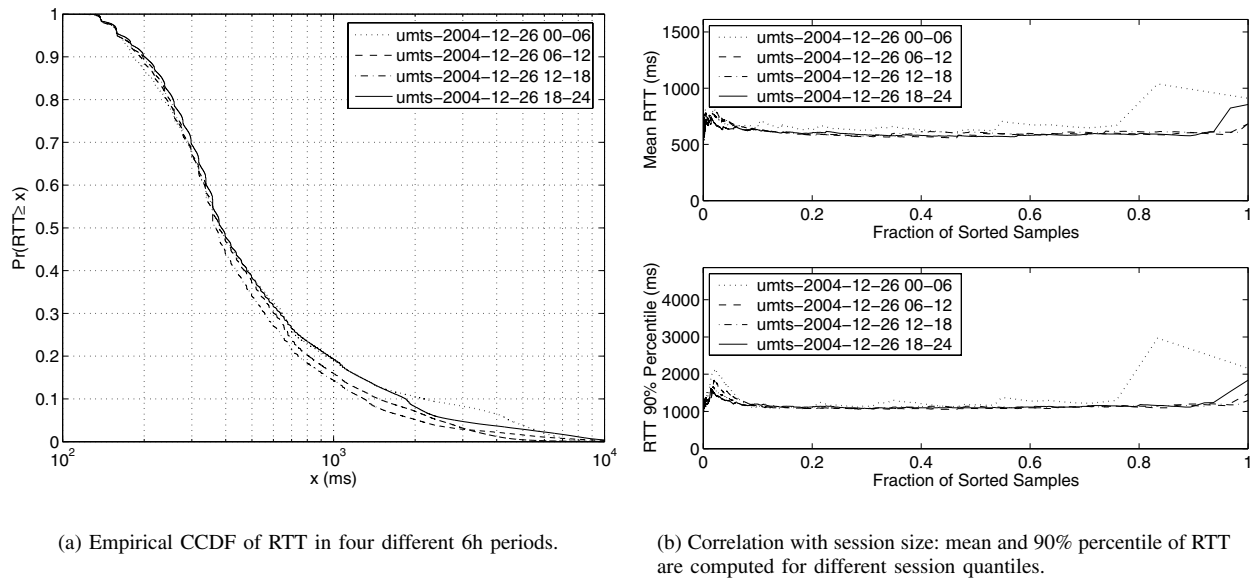 1
0.9
0.8
0.7
0.6
0.5
0.4
0.3
0.2
0.1
0
Pr(RTT≥ x)
10^2
10^3
10^4
x (ms)
umts−2004−12−26 00−06
umts−2004−12−26 06−12
umts−2004−12−26 12−18
umts−2004−12−26 18−24
(a) Empirical CCDF of RTT in four different 6h periods.
1500
1000
500
0
Mean RTT (ms)
umts−2004−12−26 00−06
umts−2004−12−26 06−12
umts−2004−12−26 12−18
umts−2004−12−26 18−24
0 0.2 0.4 0.6 0.8 1
Fraction of Sorted Samples
4000
3000
2000
1000
0
RTT 90% Percentile (ms)
umts−2004−12−26 00−06
umts−2004−12−26 06−12
umts−2004−12−26 12−18
umts−2004−12−26 18−24
0 0.2 0.4 0.6 0.8 1
Fraction of Sorted Samples
(b) Correlation with session size: mean and 90% percentile of RTT
are computed for different session quantiles.